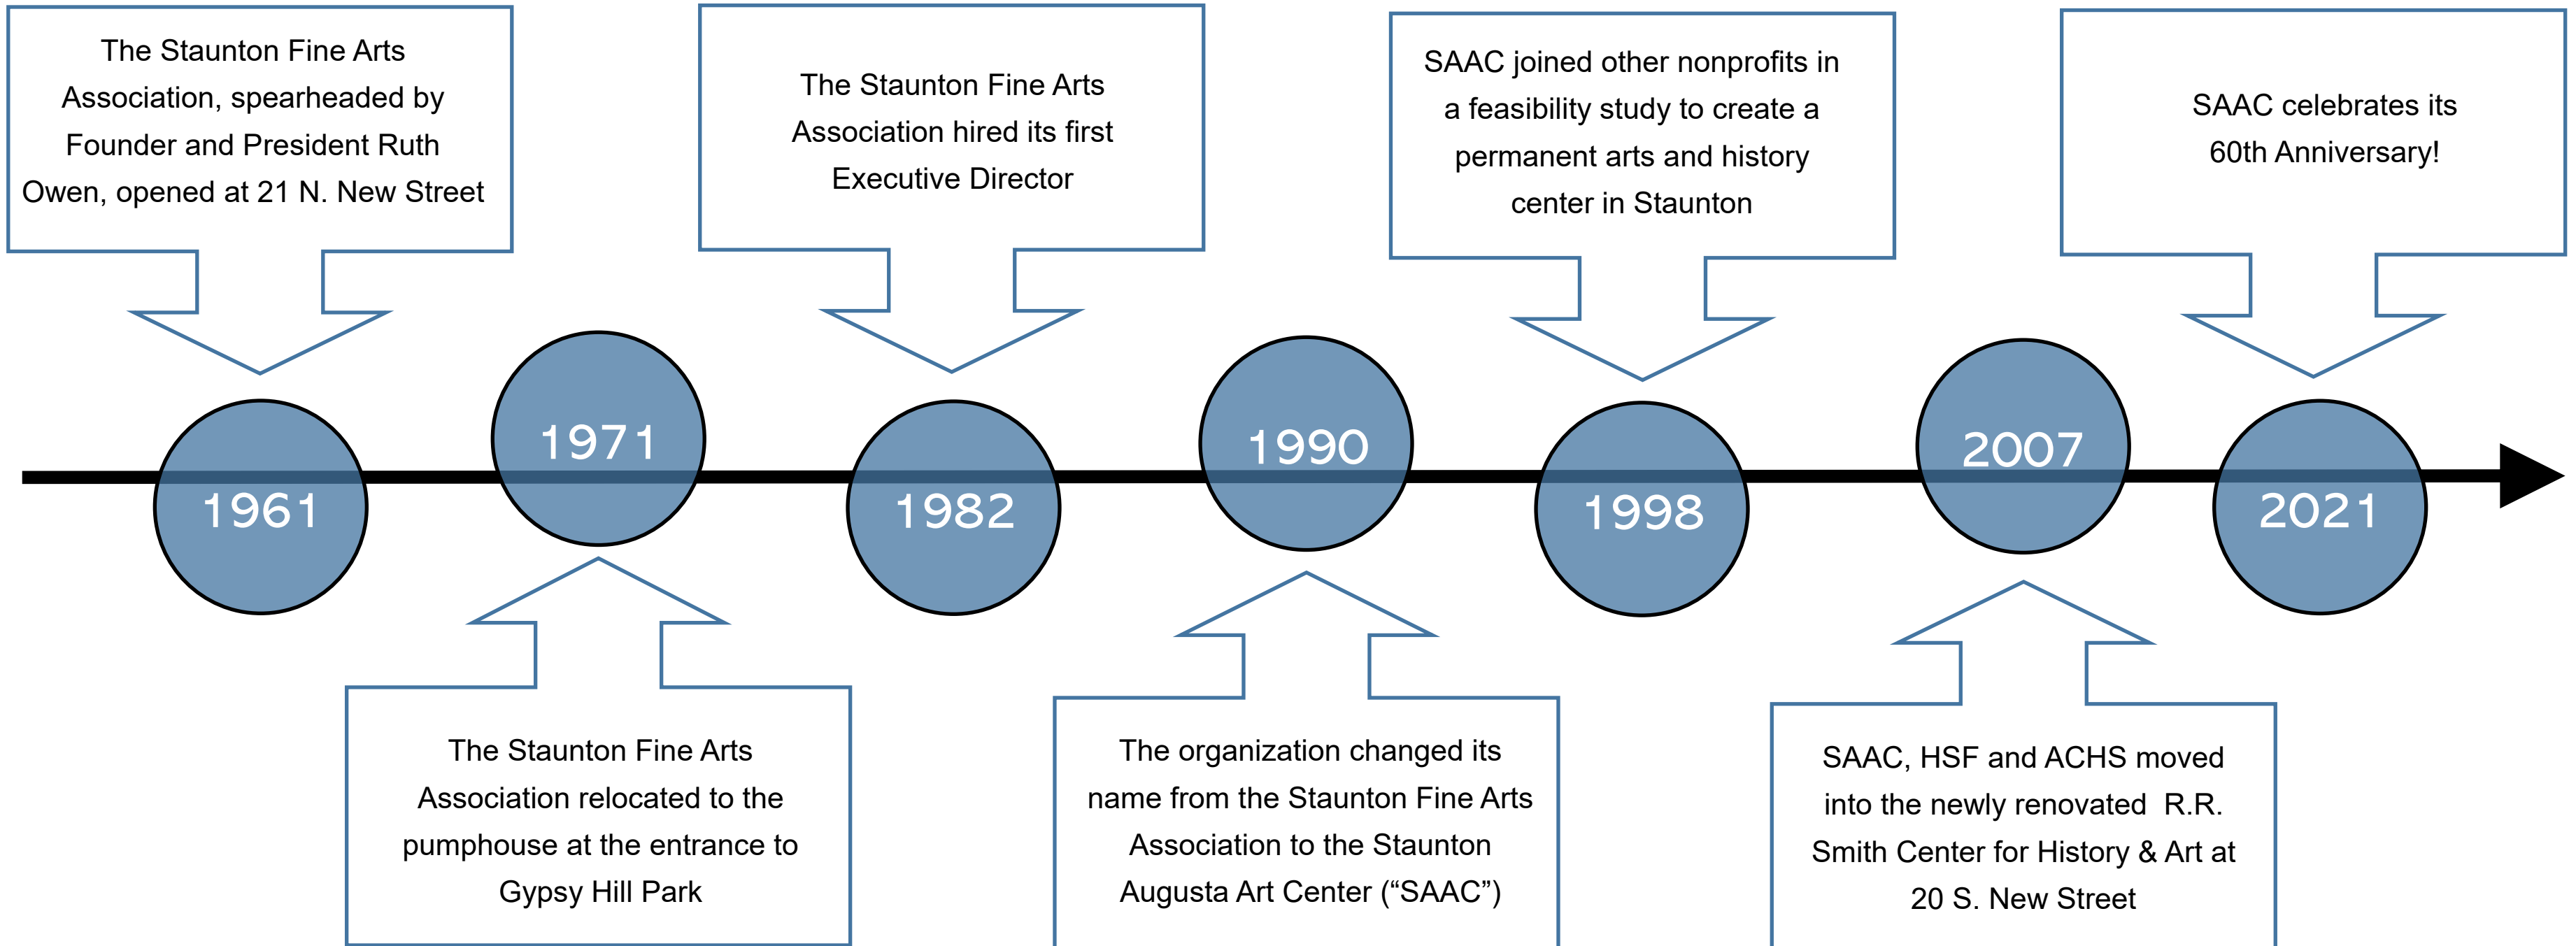 The Staunton Fine Arts
Association, spearheaded by
Founder and President Ruth
Owen, opened at 21 N. New Street
The Staunton Fine Arts
Association hired its first
Executive Director
SAAC joined other nonprofits in
a feasibility study to create a
permanent arts and history
center in Staunton
SAAC celebrates its
60th Anniversary!
1961
1971
1982
1990
1998
2007
2021
The Staunton Fine Arts
Association relocated to the
pumphouse at the entrance to
Gypsy Hill Park
The organization changed its
name from the Staunton Fine Arts
Association to the Staunton
Augusta Art Center (“SAAC”)
SAAC, HSF and ACHS moved
into the newly renovated  R.R.
Smith Center for History & Art at
20 S. New Street